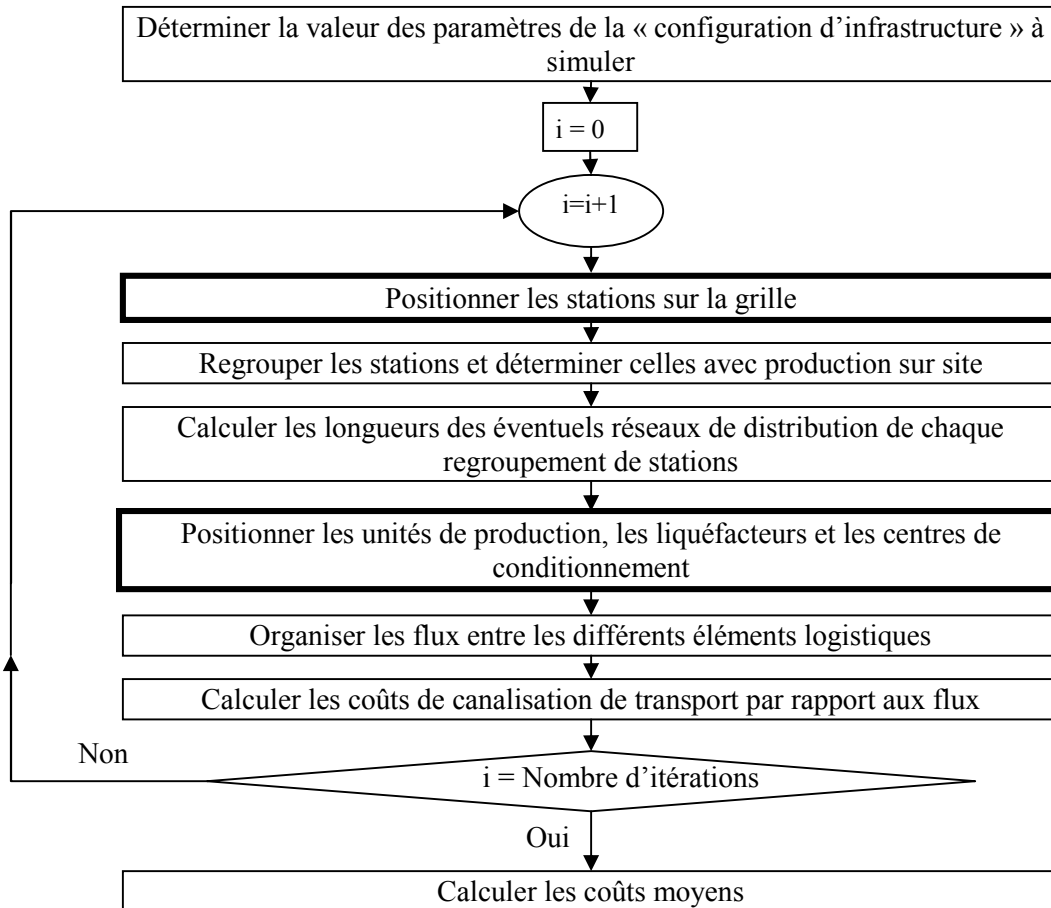 Déterminer la valeur des paramètres de la « configuration d’infrastructure » à
simuler
i = 0
i=i+1
Positionner les stations sur la grille
Regrouper les stations et déterminer celles avec production sur site
Calculer les longueurs des éventuels réseaux de distribution de chaque
regroupement de stations
Positionner les unités de production, les liquéfacteurs et les centres de
conditionnement
Organiser les flux entre les différents éléments logistiques
Calculer les coûts de canalisation de transport par rapport aux flux
Non
i = Nombre d’itérations
Oui
Calculer les coûts moyens